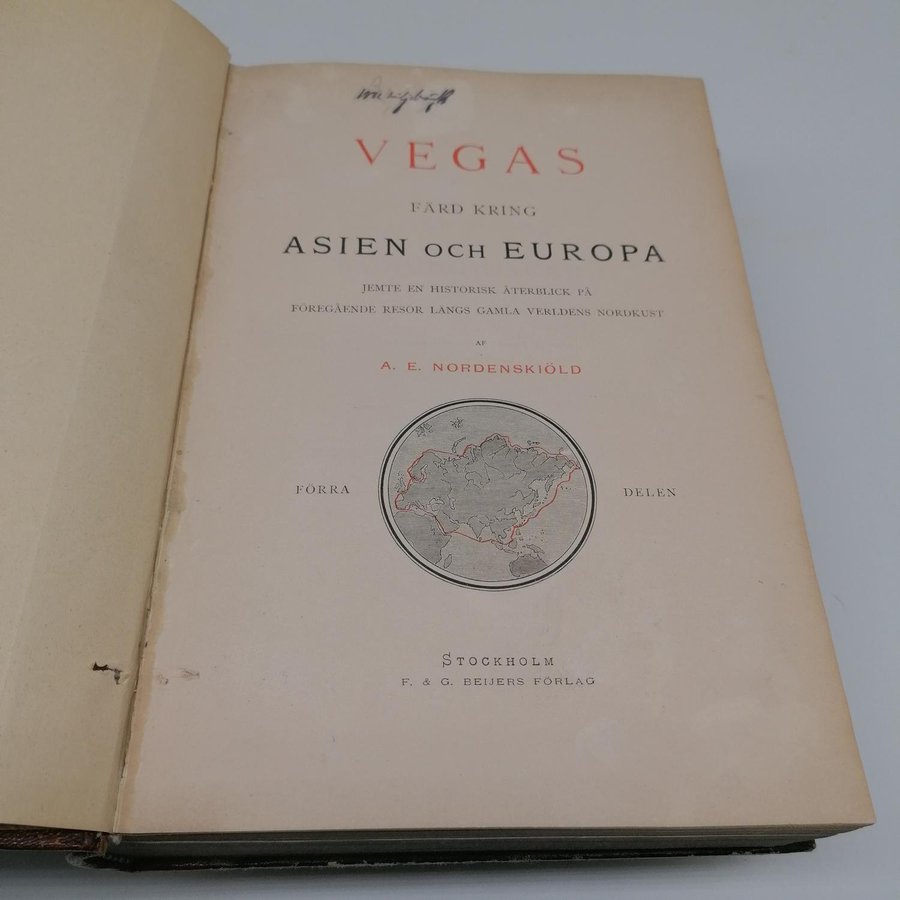 VEGAS
FÄRD KRING
ASIEN OCH EUROPA
JEMTE EN HISTORISK ÅTERBLICK PÅ
FÖREGÅENDE RESOR LÄNGS GAMLA VERLDENS NORDKUST
AF
A. E. NORDENSKIÖLD
FÖRRA DELEN
STOCKHOLM
F. & G. BEIJERS FÖRLAG